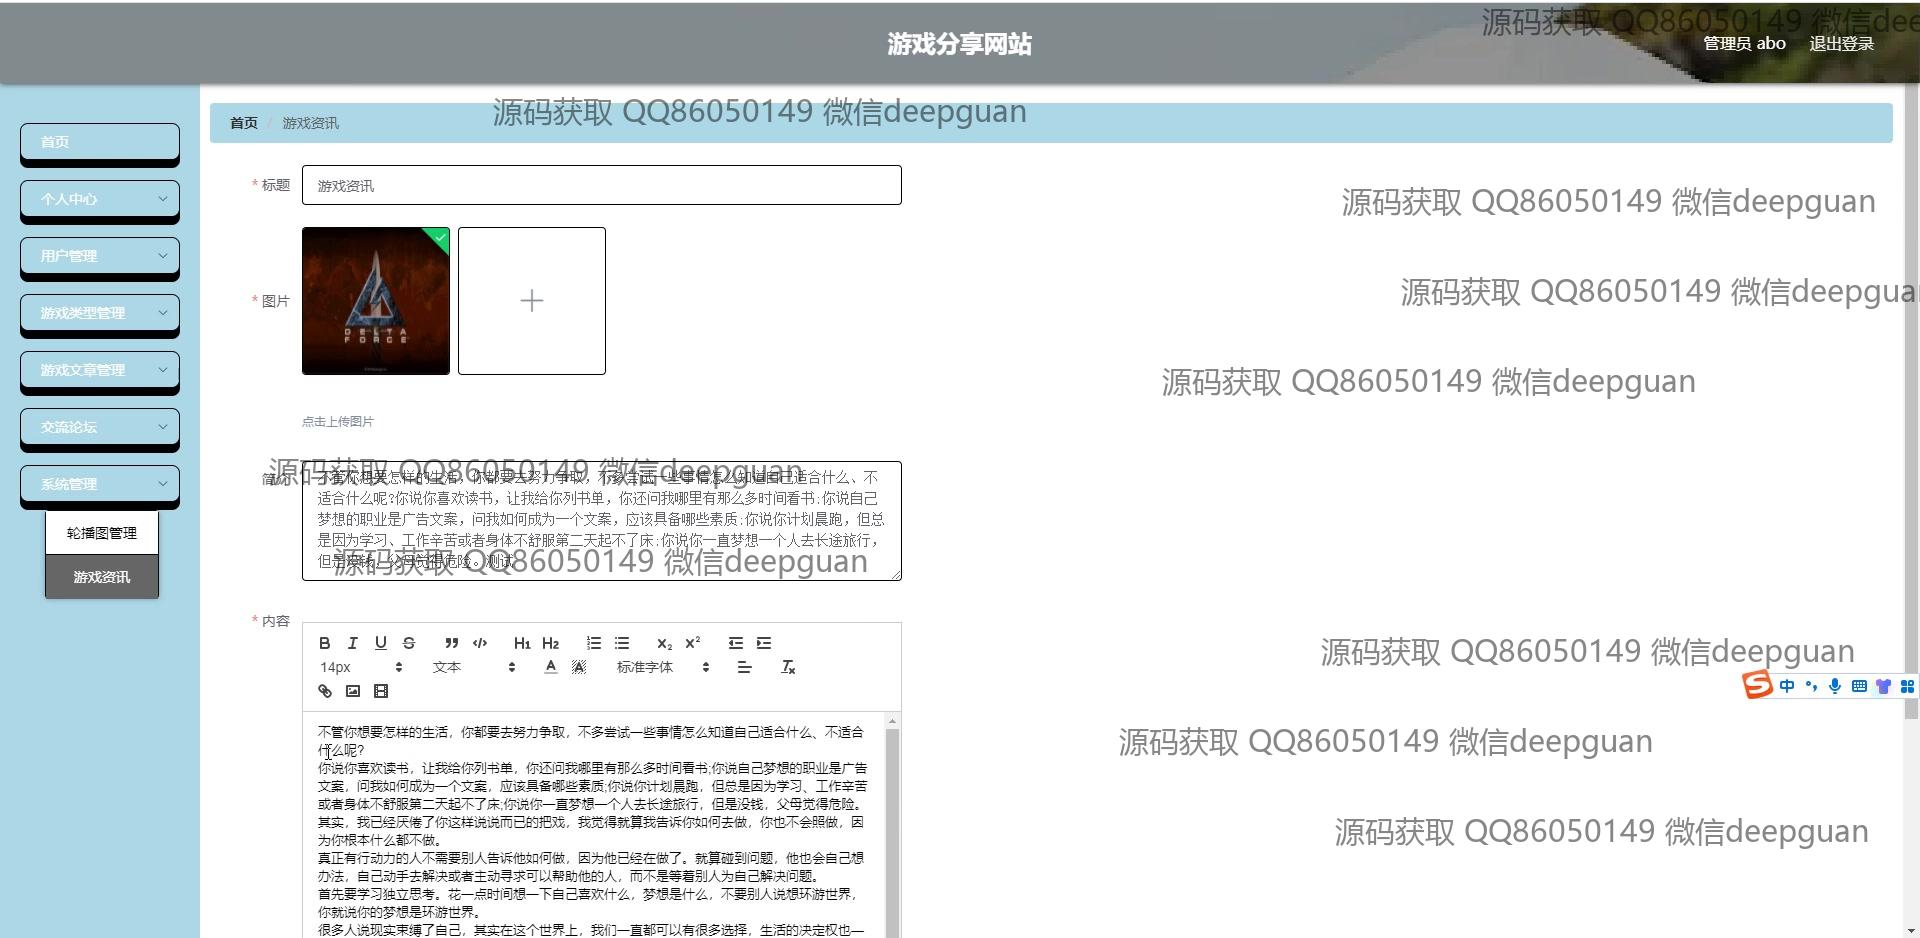 源码获取 QQ86050149 微信dee
游戏分享网站
管理员 abo
退出登录
源码获取 QQ86050149 微信deepguan
首页 / 游戏资讯
首页
个人中心
用户管理
游戏类型管理
游戏文章管理
交流论坛
系统管理
轮播图管理
游戏资讯
* 标题
游戏资讯
源码获取 QQ86050149 微信deepguan
* 图片
DELTA
FORCE
源码获取 QQ86050149 微信deepgua
源码获取 QQ86050149 微信deepguan
点击上传图片
源码获取 QQ86050149 微信deepguan
不管你想要怎样的生活，你都要去努力争取，不多尝试一些事情怎么知道自己适合什么、不
适合什么呢?你说你喜欢读书，让我给你列书单，你还问我哪里有那么多时间看书;你说自己
梦想的职业是广告文案，问我如何成为一个文案，应该具备哪些素质;你说你计划晨跑，但总
是因为学习、工作辛苦或者身体不舒服第二天起不了床;你说你一直梦想一个人去长途旅行，
但是没钱，父母觉得危险。测试
源码获取 QQ86050149 微信deepguan
* 内容
B I U S H1 H2 X2 X2
14px 文本 A A 标准字体 Tx
源码获取 QQ86050149 微信deepguan
中
不管你想要怎样的生活，你都要去努力争取，不多尝试一些事情怎么知道自己适合什么、不适合
什么呢?
你说你喜欢读书，让我给你列书单，你还问我哪里有那么多时间看书;你说自己梦想的职业是广告
文案，问我如何成为一个文案，应该具备哪些素质;你说你计划晨跑，但总是因为学习、工作辛苦
或者身体不舒服第二天起不了床;你说你一直梦想一个人去长途旅行，但是没钱，父母觉得危险。
其实，我已经厌倦了你这样说说而已的把戏，我觉得就算我告诉你如何去做，你也不会照做，因
为你根本什么都不做。
真正有行动力的人不需要别人告诉他如何做，因为他已经在做了。就算碰到问题，他也会自己想
办法，自己动手去解决或者主动寻求可以帮助他的人，而不是等着别人为自己解决问题。
首先要学习独立思考。花一点时间想一下自己喜欢什么，梦想是什么，不要别人说想环游世界，
你就说你的梦想是环游世界。
很多人说现实束缚了自己，其实在这个世界上，我们一直都可以有很多选择，生活的决定权也一
源码获取 QQ86050149 微信deepguan
源码获取 QQ86050149 微信deepguan